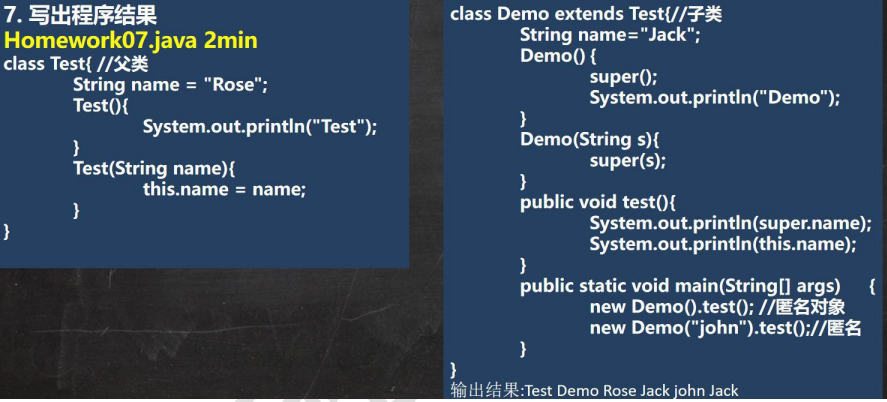 7. 写出程序结果
Homework07.java 2min
class Test{ //父类
String name = "Rose";
Test(){
System.out.println("Test");
}
Test(String name){
this.name = name;
}
}
class Demo extends Test{//子类
String name="Jack";
Demo() {
super();
System.out.println("Demo");
}
Demo(String s){
super(s);
}
public void test(){
System.out.println(super.name);
System.out.println(this.name);
}
public static void main(String[] args) {
new Demo().test(); //匿名对象
new Demo("john").test();//匿名
}
}
输出结果:Test Demo Rose Jack john Jack